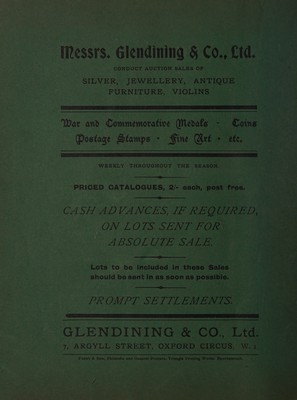 Messrs. Glendining & Co., Ltd.
CONDUCT AUCTION SALES OF
SILVER, JEWELLERY, ANTIQUE
FURNITURE, VIOLINS
War and Commemorative Medals - Coins
Postage Stamps - Fine Art - etc.
WEEKLY THROUGHOUT THE SEASON
PRICED CATALOGUES, 2/- cash, post free.
CASH ADVANCES, IF REQUIRED,
ON LOTS SENT FOR
ABSOLUTE SALE.
Lots to be included in these Sales
should be sent in as soon as possible.
PROMPT SETTLEMENTS.
GLENDINING & CO., Ltd.
7, ARGYLL STREET, OXFORD CIRCUS, W. 1